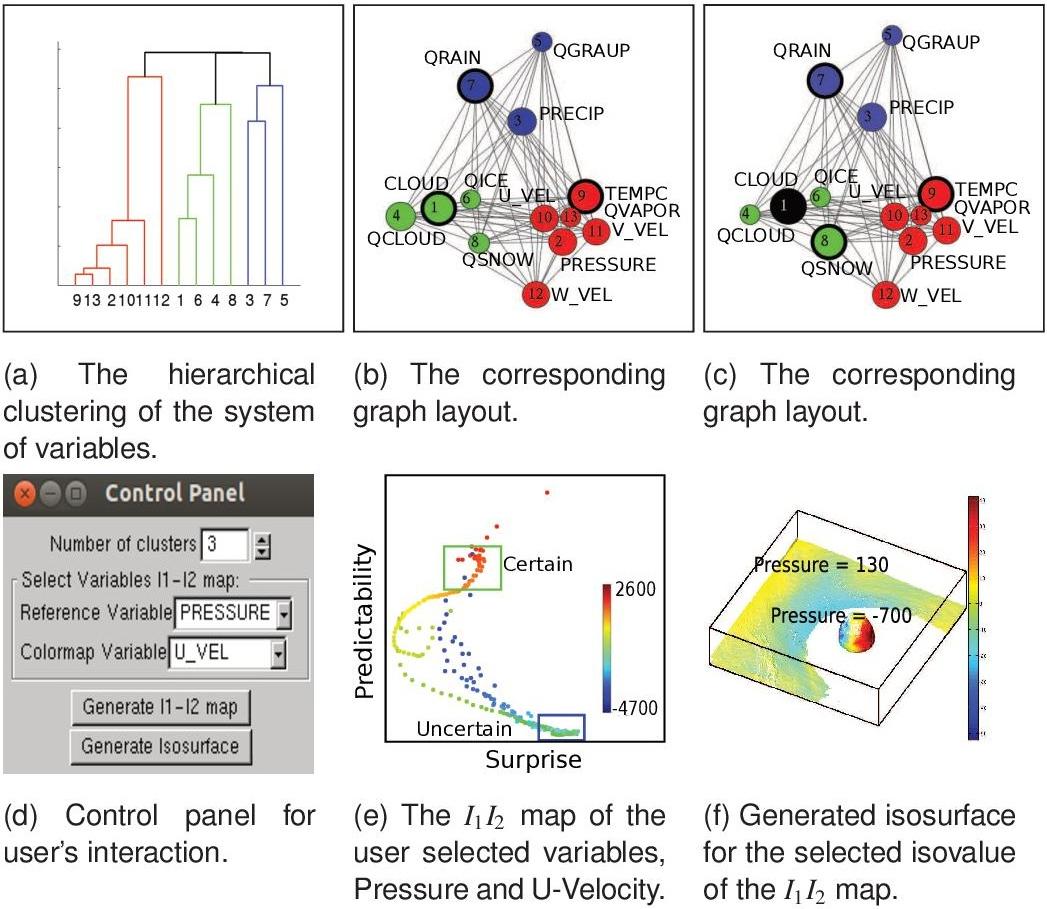 9 13 2 10 11 12 1 6 4 8 3 7 5
(a) The hierarchical
clustering of the system
of variables.
5
QGRAUP
QRAIN
7
3
PRECIP
CLOUD
QICE
U_VEL
9
TEMPC
4
1
6
10
13
QVAPOR
11
V_VEL
QCLOUD
8
2
QSNOW
PRESSURE
12
W_VEL
(b) The corresponding
graph layout.
5
QGRAUP
QRAIN
7
3
PRECIP
CLOUD
QICE
U_VEL
9
TEMPC
4
1
6
10
13
QVAPOR
11
V_VEL
QCLOUD
8
2
QSNOW
PRESSURE
12
W_VEL
(c) The corresponding
graph layout.
Control Panel
Number of clusters 3
Select Variables I1-I2 map:
Reference Variable PRESSURE
Colormap Variable U_VEL
Generate I1-I2 map
Generate Isosurface
(d) Control panel for
user's interaction.
Predictability
Certain
2600
-4700
Uncertain
Surprise
(e) The I₁I₂ map of the
user selected variables,
Pressure and U-Velocity.
Pressure = 130
Pressure = -700
(f) Generated isosurface
for the selected isovalue
of the I₁I₂ map.